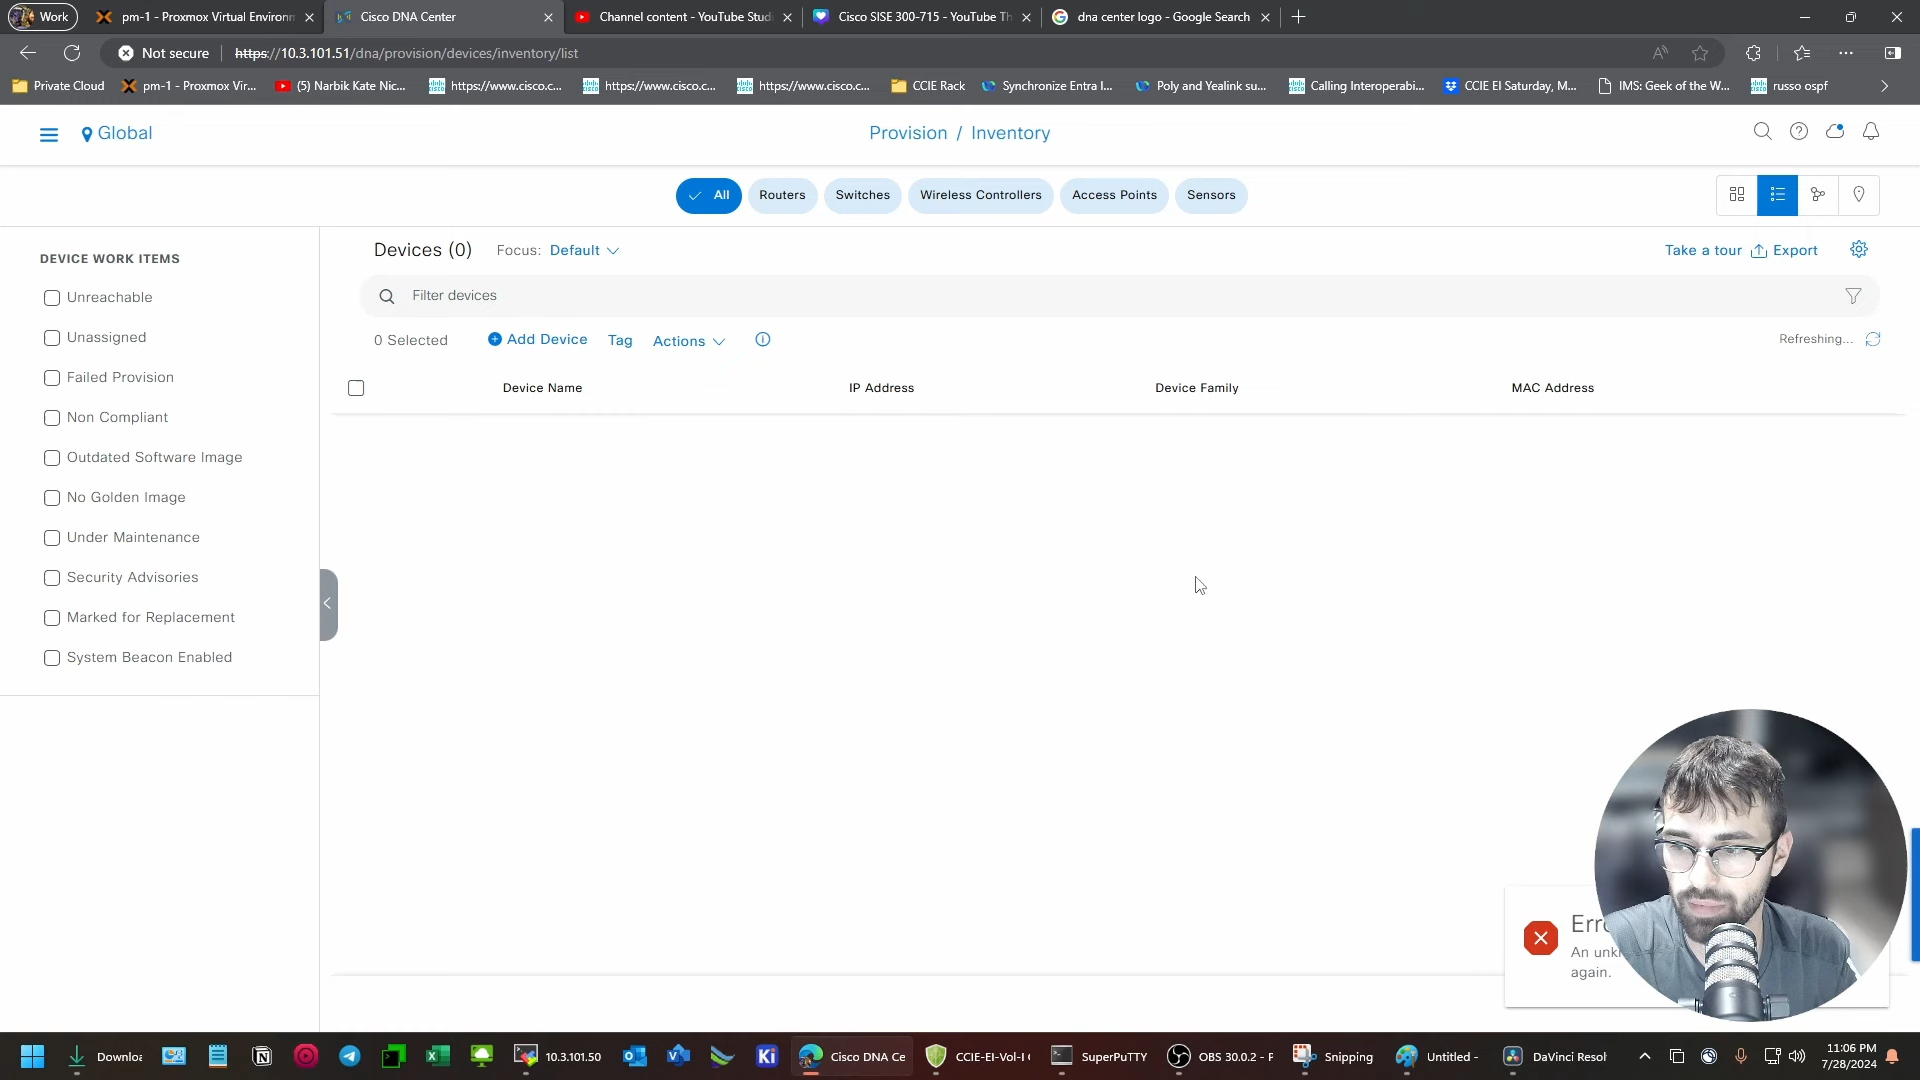 Work
pm-1 - Proxmox Virtual Environm
Cisco DNA Center
Channel content - YouTube Studi
Cisco SISE 300-715 - YouTube Th
dna center logo - Google Search
Not secure
https://10.3.101.51/dna/provision/devices/inventory/list
Private Cloud
pm-1 - Proxmox Vir...
(5) Narbik Kate Nic...
https://www.cisco.c...
https://www.cisco.c...
https://www.cisco.c...
CCIE Rack
Synchronize Entra I...
Poly and Yealink su...
Calling Interoperabi...
CCIE EI Saturday, M...
IMS: Geek of the W...
russo ospf
Global
Provision / Inventory
All
Routers
Switches
Wireless Controllers
Access Points
Sensors
DEVICE WORK ITEMS
Unreachable
Unassigned
Failed Provision
Non Compliant
Outdated Software Image
No Golden Image
Under Maintenance
Security Advisories
Marked for Replacement
System Beacon Enabled
Devices (0)
Focus: Default
Take a tour
Export
Filter devices
0 Selected
Add Device
Tag
Actions
Refreshing...
Device Name
IP Address
Device Family
MAC Address
Erro
An unk
again.
Downloa
10.3.101.50
Cisco DNA Ce
CCIE-EI-Vol-I
SuperPuTTY
OBS 30.0.2 - P
Snipping
Untitled -
DaVinci Resol
11:06 PM
7/28/2024